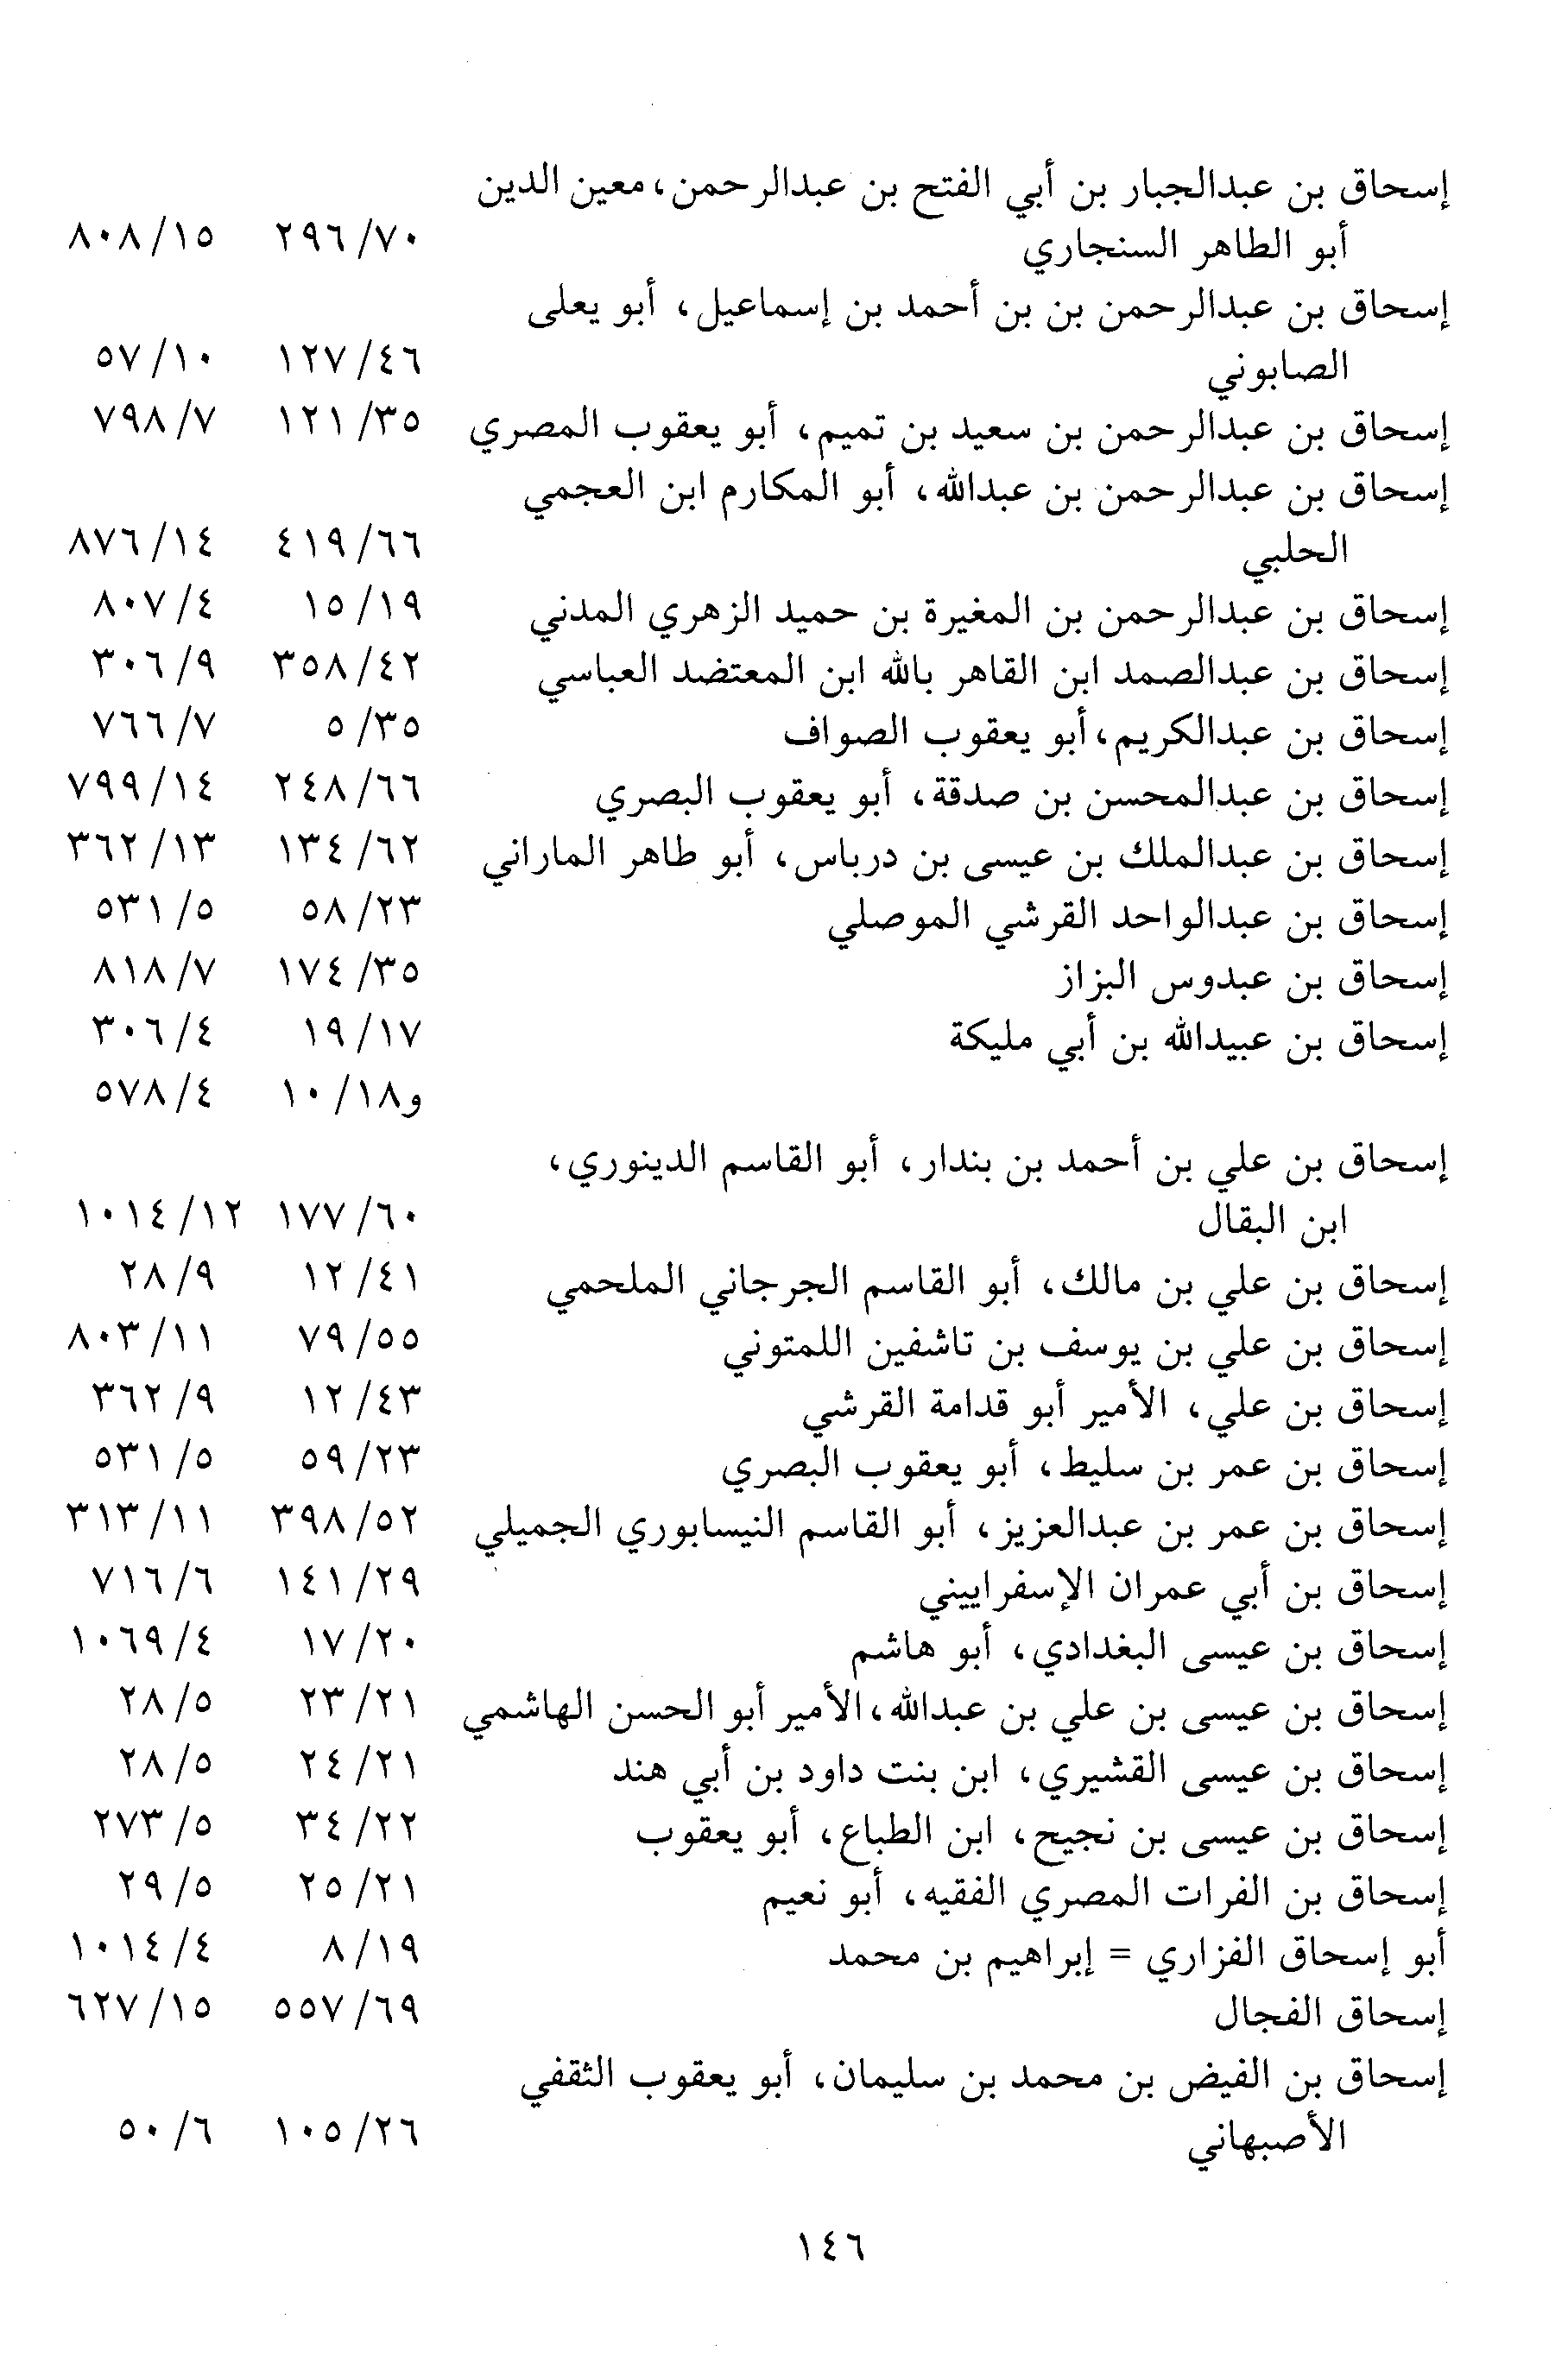 إسحاق بن عبدالجبار بن أبي الفتح بن عبدالرحمن، معين الدين
أبو الطاهر السنجاري ٢٩٦/٧٠ ٨٠٨/١٥
إسحاق بن عبدالرحمن بن بن أحمد بن إسماعيل، أبو يعلى
الصابوني ١٢٧/٤٦ ٥٧/١٠
إسحاق بن عبدالرحمن بن سعيد بن تميم، أبو يعقوب المصري ١٢١/٣٥ ٧٩٨/٧
إسحاق بن عبدالرحمن بن عبدالله، أبو المكارم ابن العجمي
الحلبي ٤١٩/٦٦ ٨٧٦/١٤
إسحاق بن عبدالرحمن بن المغيرة بن حميد الزهري المدني ١٥/١٩ ٨٠٧/٤
إسحاق بن عبدالصمد ابن القاهر بالله ابن المعتضد العباسي ٣٥٨/٤٢ ٣٠٦/٩
إسحاق بن عبدالكريم، أبو يعقوب الصواف ٥/٣٥ ٧٦٦/٧
إسحاق بن عبدالمحسن بن صدقة، أبو يعقوب البصري ٢٤٨/٦٦ ٧٩٩/١٤
إسحاق بن عبدالملك بن عيسى بن درباس، أبو طاهر الماراني ١٣٤/٦٢ ٣٦٢/١٣
إسحاق بن عبدالواحد القرشي الموصلي ٥٨/٢٣ ٥٣١/٥
إسحاق بن عبدوس البزاز ١٧٤/٣٥ ٨١٨/٧
إسحاق بن عبيدالله بن أبي مليكة ١٩/١٧ ٣٠٦/٤
و١٠/١٨ ٥٧٨/٤
إسحاق بن علي بن أحمد بن بندار، أبو القاسم الدينوري،
ابن البقال ١٧٧/٦٠ ١٠١٤/١٢
إسحاق بن علي بن مالك، أبو القاسم الجرجاني الملحمي ١٢/٤١ ٢٨/٩
إسحاق بن علي بن يوسف بن تاشفين اللمتوني ٧٩/٥٥ ٨٠٣/١١
إسحاق بن علي، الأمير أبو قدامة القرشي ١٢/٤٣ ٣٦٢/٩
إسحاق بن عمر بن سليط، أبو يعقوب البصري ٥٩/٢٣ ٥٣١/٥
إسحاق بن عمر بن عبدالعزيز، أبو القاسم النيسابوري الجميلي ٣٩٨/٥٢ ٣١٣/١١
إسحاق بن أبي عمران الإسفراييني ١٤١/٢٩ ٧١٦/٦
إسحاق بن عيسى البغدادي، أبو هاشم ١٧/٢٠ ١٠٦٩/٤
إسحاق بن عيسى بن علي بن عبدالله، الأمير أبو الحسن الهاشمي ٢٣/٢١ ٢٨/٥
إسحاق بن عيسى القشيري، ابن بنت داود بن أبي هند ٢٤/٢١ ٢٨/٥
إسحاق بن عيسى بن نجيح، ابن الطباع، أبو يعقوب ٣٤/٢٢ ٢٧٣/٥
إسحاق بن الفرات المصري الفقيه، أبو نعيم ٢٥/٢١ ٢٩/٥
أبو إسحاق الفزاري = إبراهيم بن محمد ٨/١٩ ١٠١٤/٤
إسحاق الفجال ٥٥٧/٦٩ ٦٢٧/١٥
إسحاق بن الفيض بن محمد بن سليمان، أبو يعقوب الثقفي
الأصبهاني ١٠٥/٢٦ ٥٠/٦
١٤٦